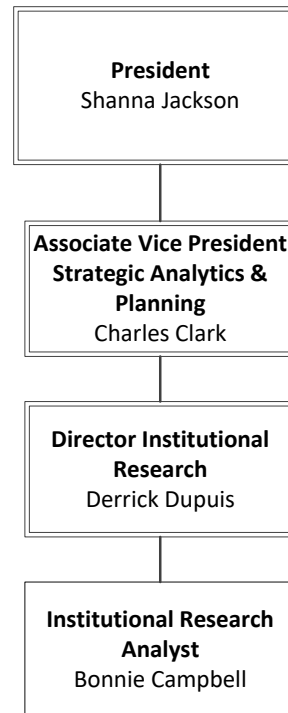 President
Shanna Jackson
Associate Vice President
Strategic Analytics &
Planning
Charles Clark
Director Institutional
Research
Derrick Dupuis
Institutional Research
Analyst
Bonnie Campbell